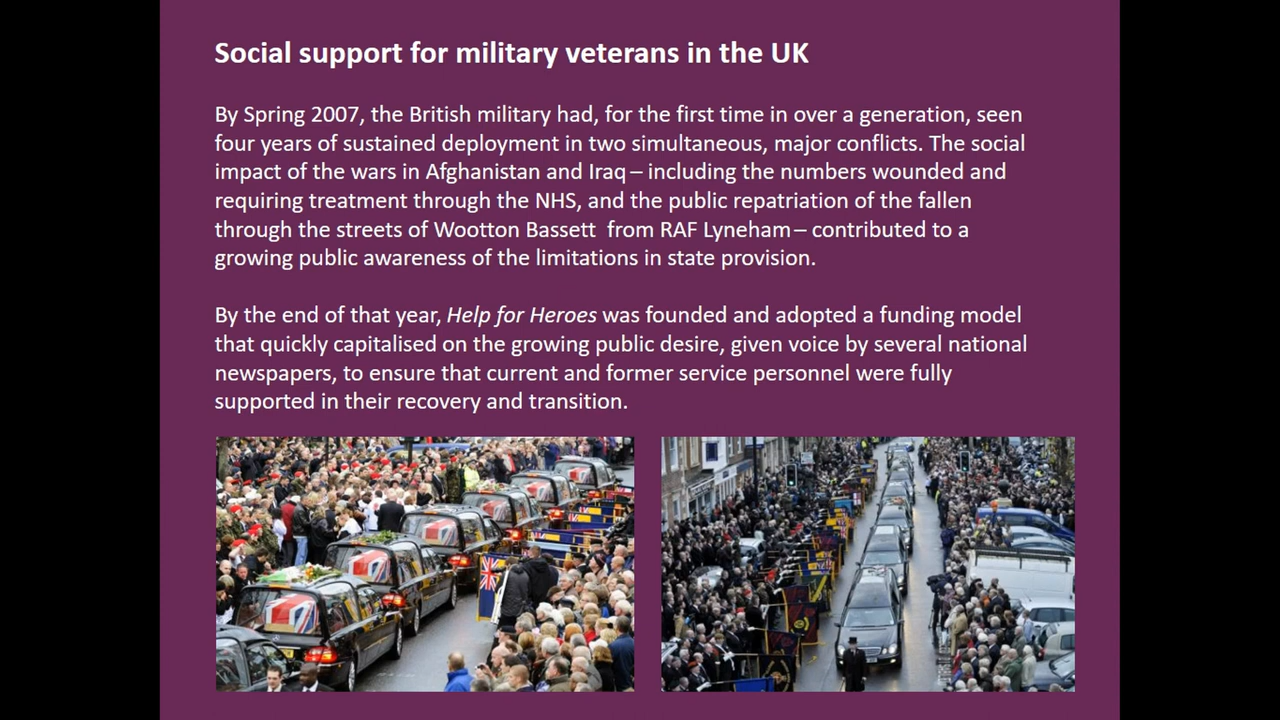 Social support for military veterans in the UK
By Spring 2007, the British military had, for the first time in over a generation, seen
four years of sustained deployment in two simultaneous, major conflicts. The social
impact of the wars in Afghanistan and Iraq – including the numbers wounded and
requiring treatment through the NHS, and the public repatriation of the fallen
through the streets of Wootton Bassett  from RAF Lyneham – contributed to a
growing public awareness of the limitations in state provision.
By the end of that year, Help for Heroes was founded and adopted a funding model
that quickly capitalised on the growing public desire, given voice by several national
newspapers, to ensure that current and former service personnel were fully
supported in their recovery and transition.